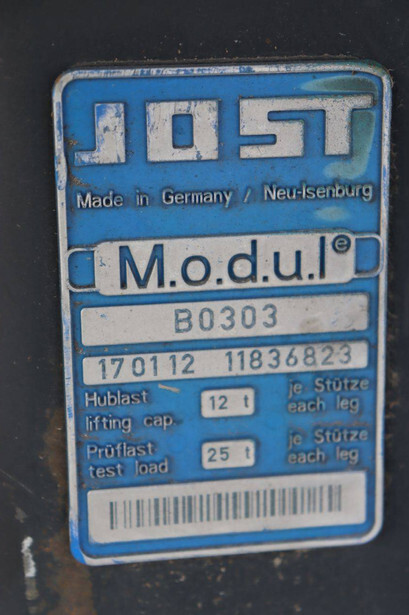 JOST
Made in Germany / Neu-Isenburg
M.o.d.u.l e
B0303
170112 11836823
Hublast 12 t je Stütze
lifting cap. each leg
Prüflast 25 t je Stütze
test load each leg